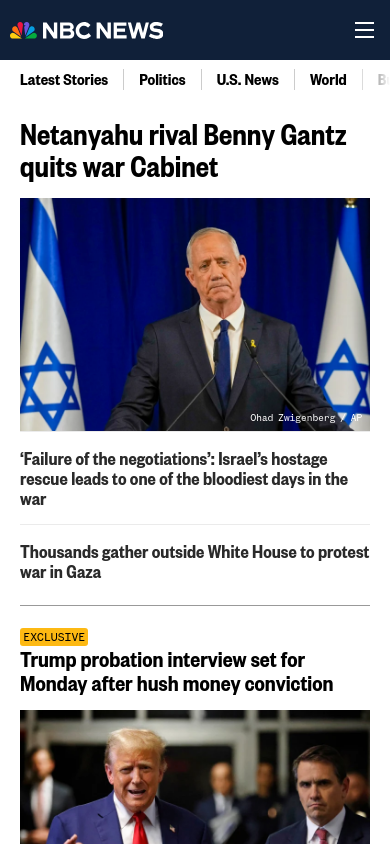 NBC NEWS
Latest Stories
Politics
U.S. News
World
Netanyahu rival Benny Gantz
quits war Cabinet
Ohad Zwigenberg / AP
‘Failure of the negotiations’: Israel’s hostage
rescue leads to one of the bloodiest days in the
war
Thousands gather outside White House to protest
war in Gaza
EXCLUSIVE
Trump probation interview set for
Monday after hush money conviction